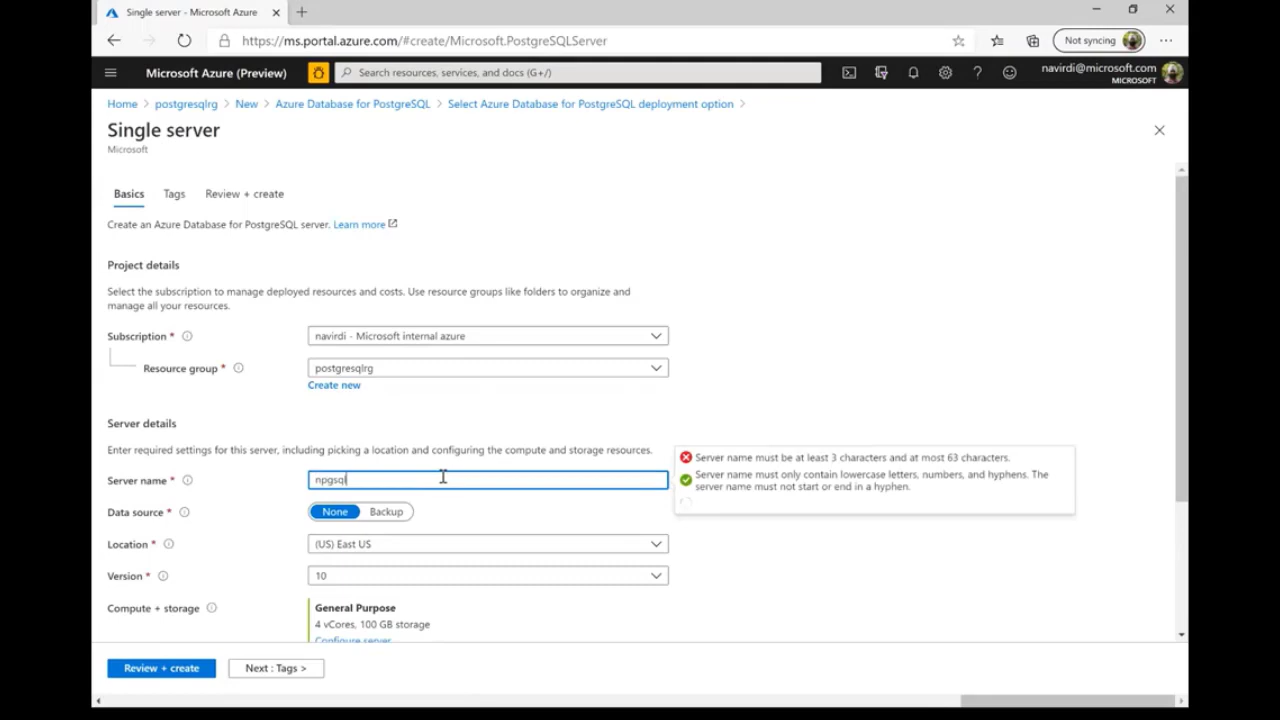 Single server - Microsoft Azure
https://ms.portal.azure.com/#create/Microsoft.PostgreSQLServer
Not syncing
Microsoft Azure (Preview)
Search resources, services, and docs (G+/)
navirdi@microsoft.com
MICROSOFT
Home > postgresqlrg > New > Azure Database for PostgreSQL > Select Azure Database for PostgreSQL deployment option >
Single server
Microsoft
Basics Tags Review + create
Create an Azure Database for PostgreSQL server. Learn more
Project details
Select the subscription to manage deployed resources and costs. Use resource groups like folders to organize and
manage all your resources.
Subscription *
navirdi - Microsoft internal azure
Resource group *
postgresqlrg
Create new
Server details
Enter required settings for this server, including picking a location and configuring the compute and storage resources.
Server name *
npgsql
Server name must be at least 3 characters and at most 63 characters.
Server name must only contain lowercase letters, numbers, and hyphens. The
server name must not start or end in a hyphen.
Data source *
None Backup
Location *
(US) East US
Version *
10
Compute + storage
General Purpose
4 vCores, 100 GB storage
Configure server
Review + create
Next : Tags >